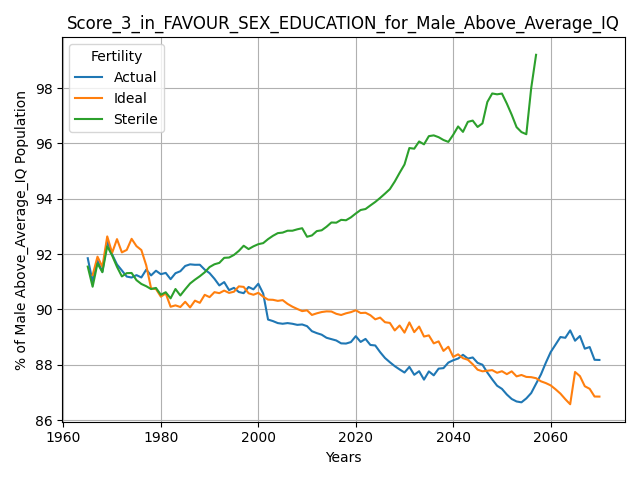 Score_3_in_FAVOUR_SEX_EDUCATION_for_Male_Above_Average_IQ
Fertility
Actual
Ideal
Sterile
% of Male Above_Average_IQ Population
98
96
94
92
90
88
86
1960
1980
2000
2020
2040
2060
Years